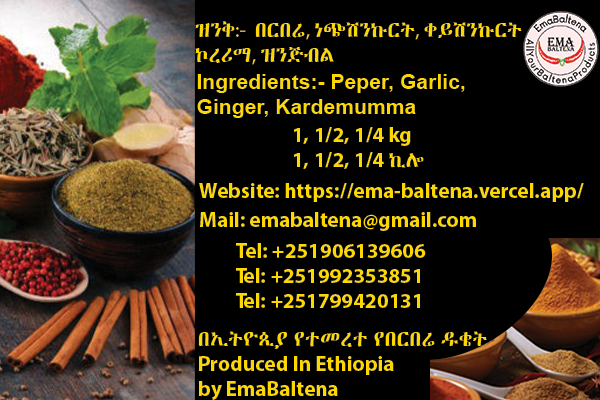 ዝንቅ:- በርበሬ, ነጭሽንኩርት, ቀይሽንኩርት
ኮረሪማ, ዝንጅብል
Ingredients:- Peper, Garlic,
Ginger, Kardemumma
1, 1/2, 1/4 kg
1, 1/2, 1/4 ኪሎ
Website: https://ema-baltena.vercel.app/
Mail: emabaltena@gmail.com
Tel: +251906139606
Tel: +251992353851
Tel: +251799420131
በኢትዮጲያ የተመረተ የበርበሬ ዱቄት
Produced In Ethiopia
by EmaBaltena
EmaBaltena
EMA
BALTENA
AllYourBaltenaProducts